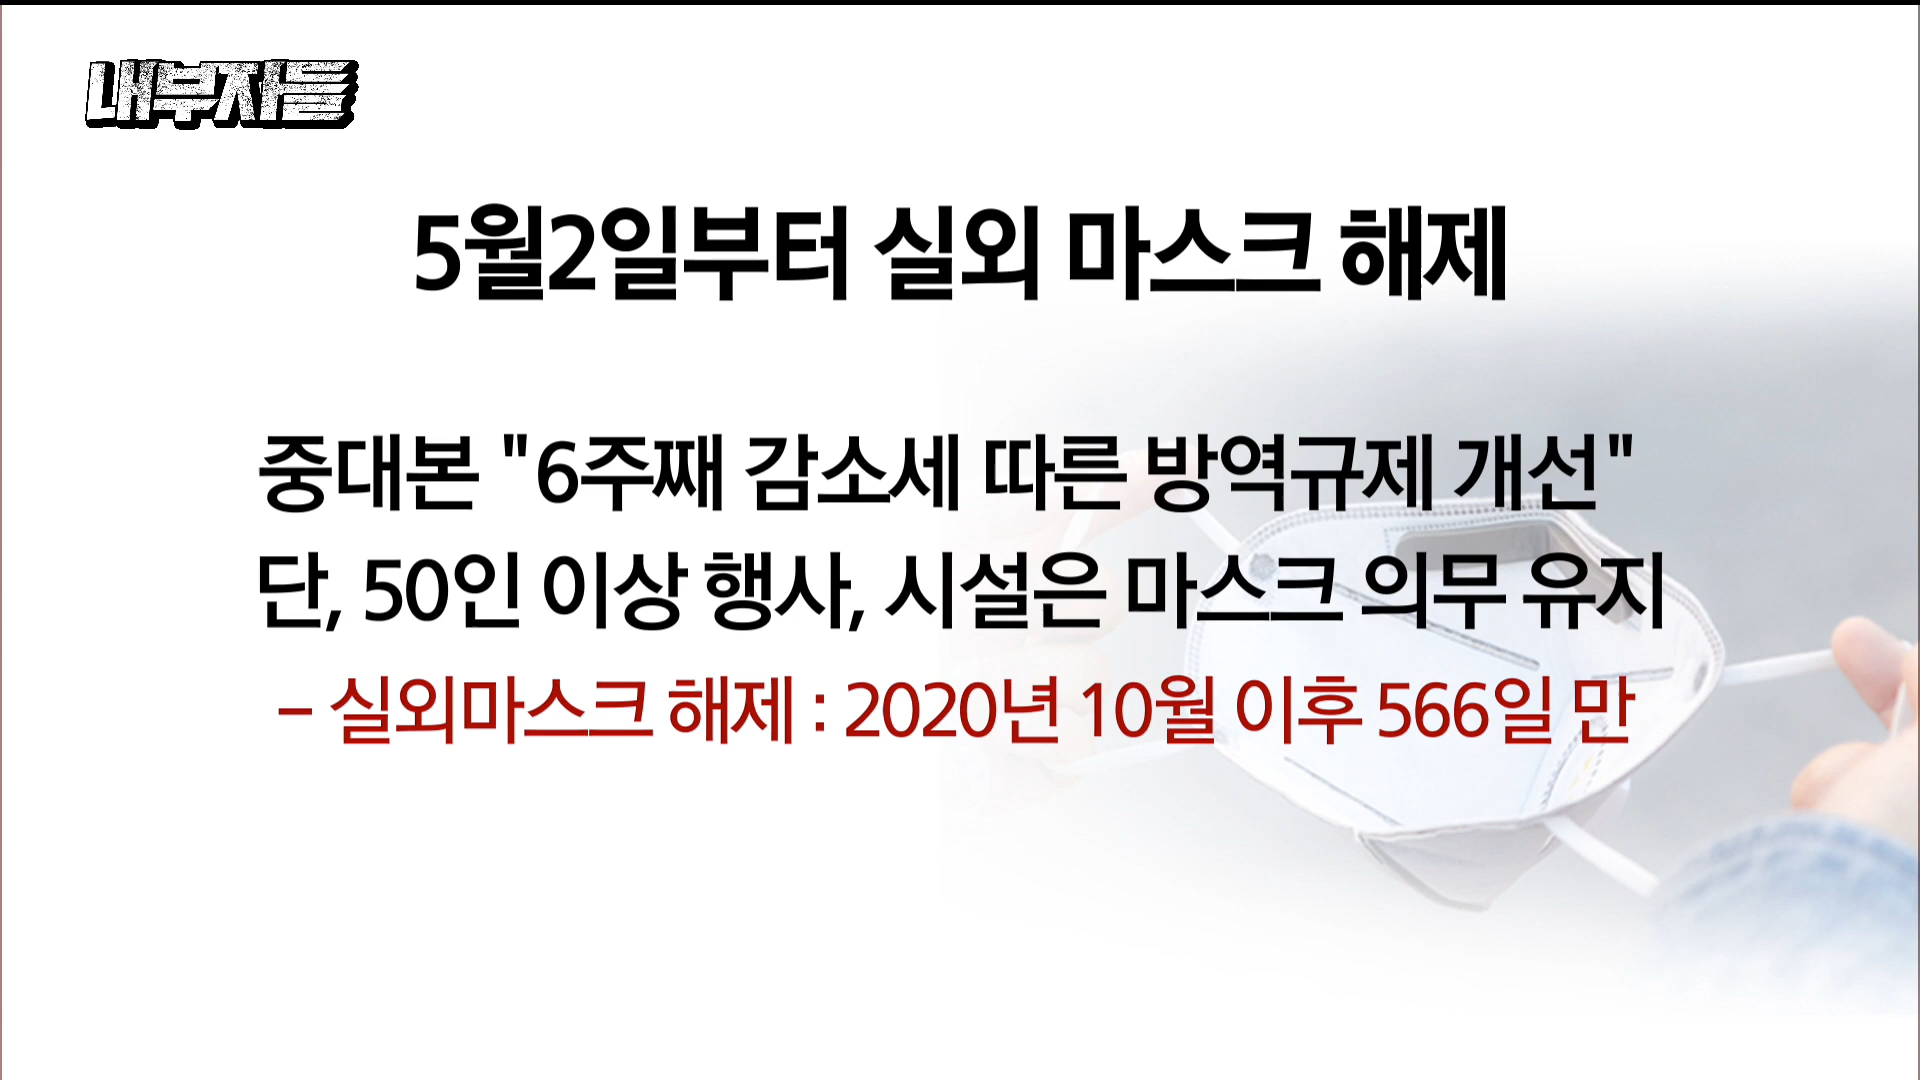 내부자들
5월2일부터 실외 마스크 해제
중대본 "6주째 감소세 따른 방역규제 개선"
단, 50인 이상 행사, 시설은 마스크 의무 유지
- 실외마스크 해제 : 2020년 10월 이후 566일 만